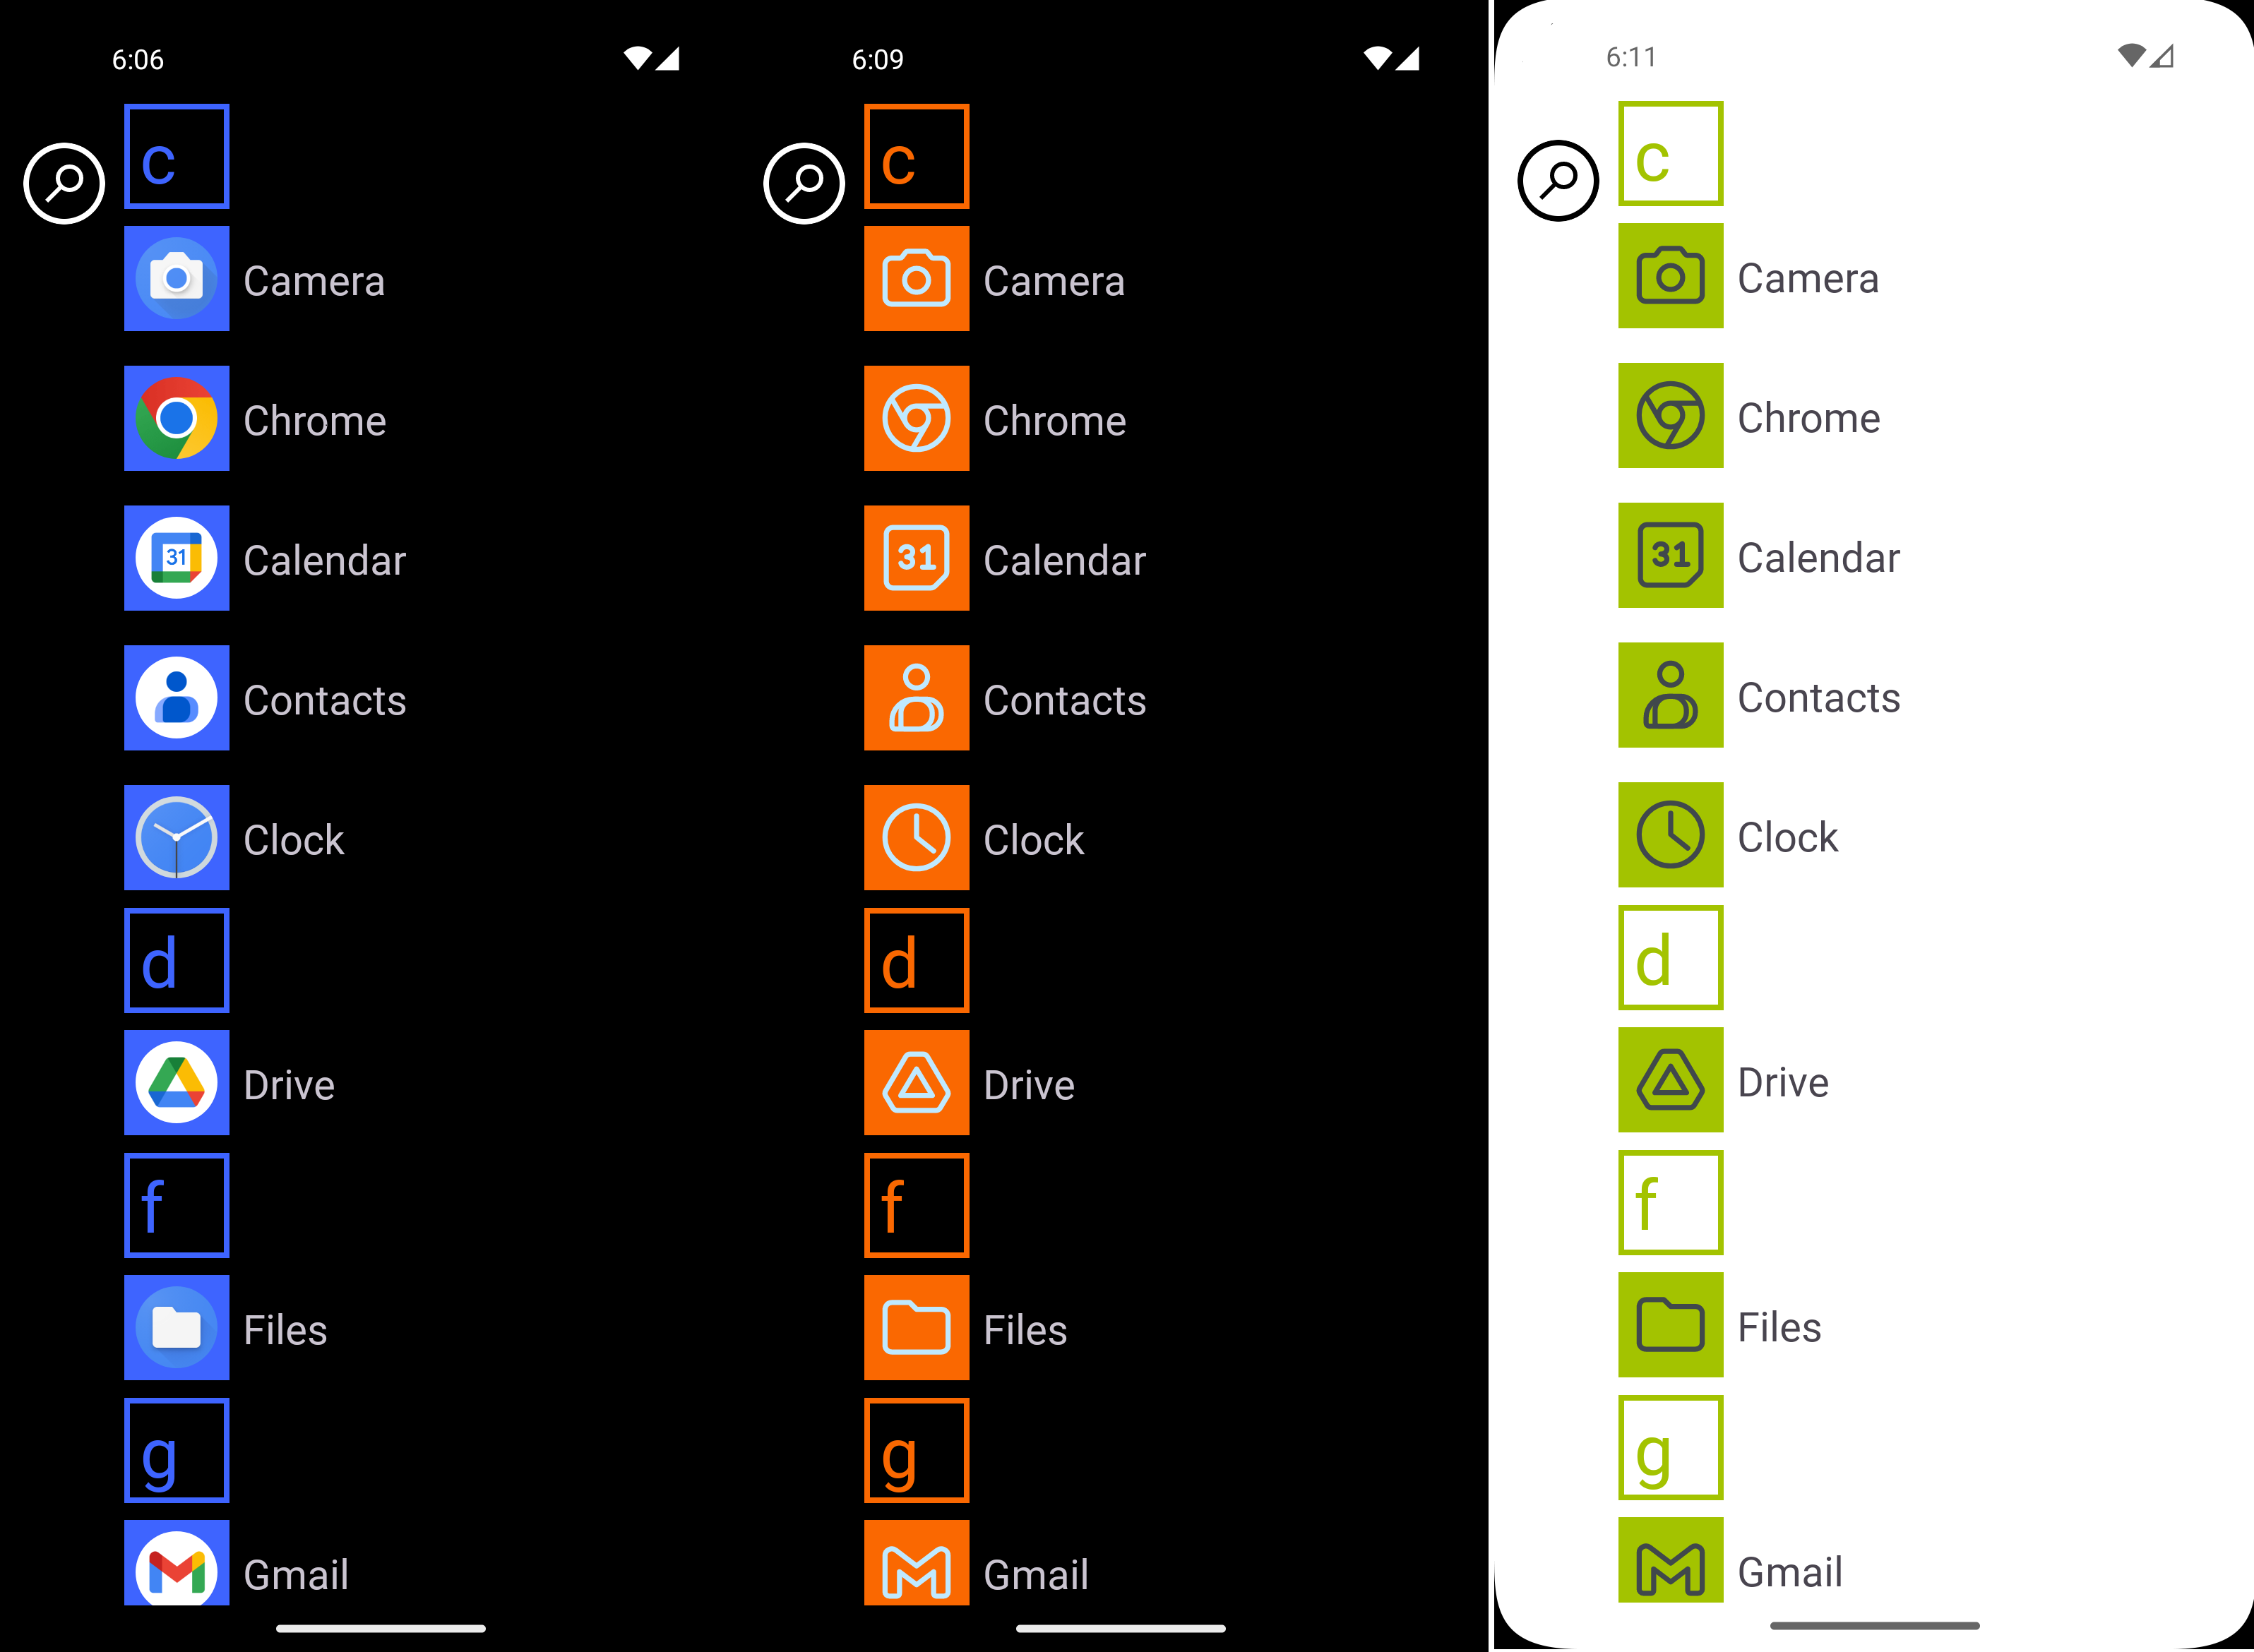 6:06
c
Camera
Chrome
31
Calendar
Contacts
Clock
d
Drive
f
Files
g
Gmail
6:09
c
Camera
Chrome
31
Calendar
Contacts
Clock
d
Drive
f
Files
g
Gmail
6:11
c
Camera
Chrome
31
Calendar
Contacts
Clock
d
Drive
f
Files
g
Gmail